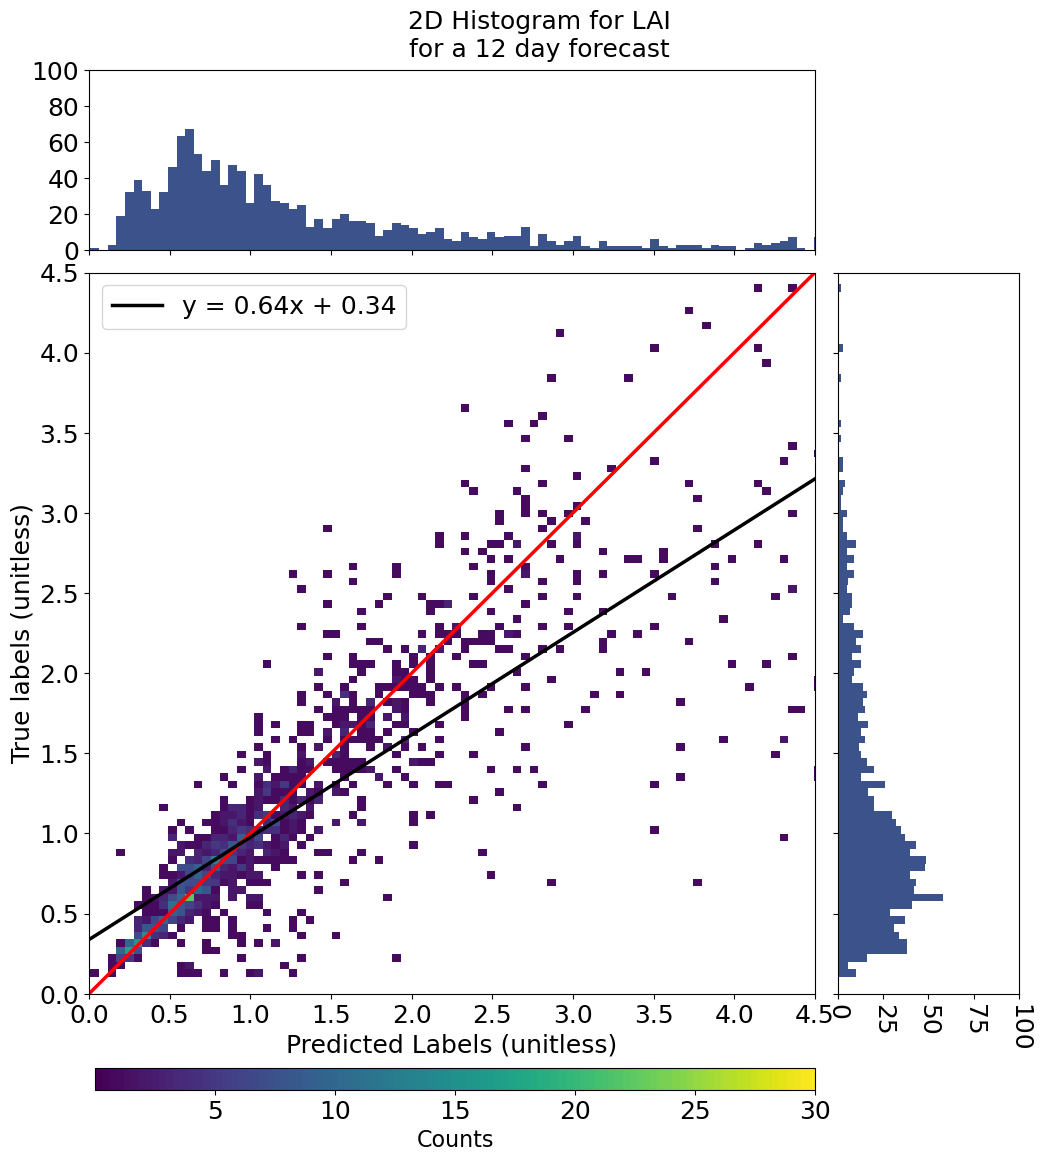 2D Histogram for LAI
for a 12 day forecast
100
80
60
40
20
0
4.5
4.0
3.5
3.0
2.5
2.0
1.5
1.0
0.5
0.0
True labels (unitless)
y = 0.64x + 0.34
0.0 0.5 1.0 1.5 2.0 2.5 3.0 3.5 4.0 4.5
Predicted Labels (unitless)
0 25 50 75 100
5 10 15 20 25 30
Counts